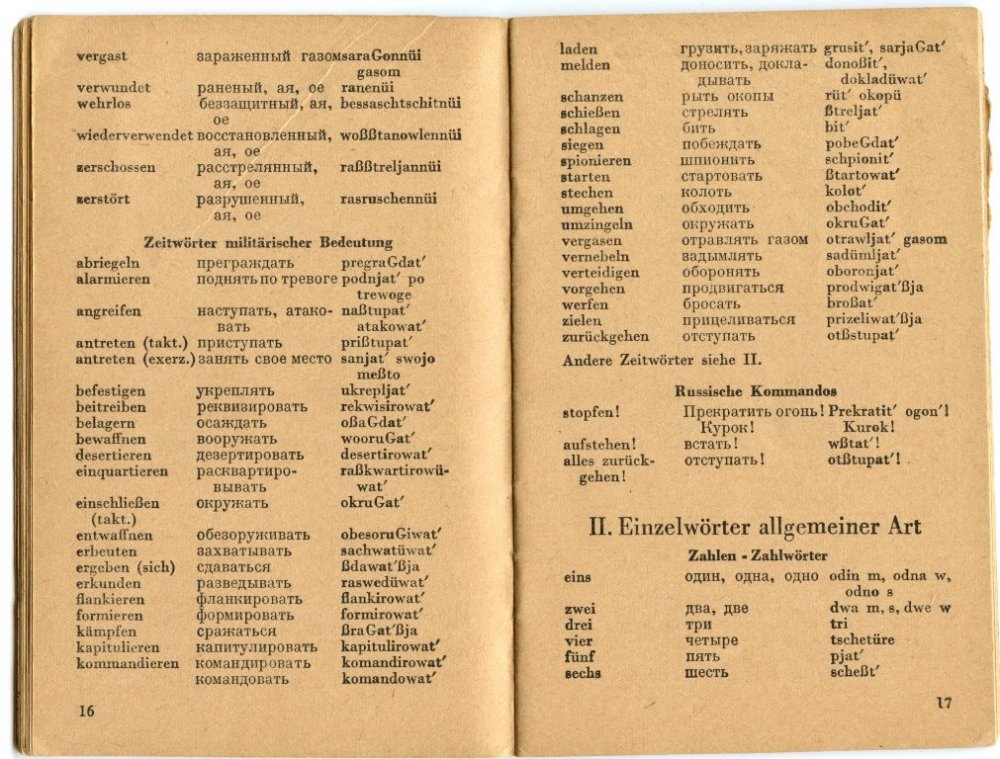 vergast зараженный газом saraGonnüi
gasom
verwundet раненый, ая, ое ranenüi
wehrlos беззащитный, ая, bessaschtschitnüi
ое
wiederverwendet восстановленный, woßßtanowlennüi
ая, ое
zerschossen расстрелянный, raßßtreljannüi
ая, ое
zerstört разрушенный, rasruschennüi
ая, ое
Zeitwörter militärischer Bedeutung
abriegeln преграждать pregraGdat′
alarmieren поднять по тревоге podnjat′ po
trewoge
angreifen наступать, атако- naßtupat′
вать atakowat′
antreten (takt.) приступать prißtupat′
antreten (exerz.) занять свое место sanjat′ swojo
meßto
befestigen укреплять ukrepljat′
beitreiben реквизировать rekwisirowat′
belagern осаждать oßaGdat′
bewaffnen вооружать wooruGat′
desertieren дезертировать desertirowat′
einquartieren расквартиро- raßkwartirowü-
вывать wat′
einschließen окружать okruGat′
(takt.)
entwaffnen обезоруживать obesoruGiwat′
erbeuten захватывать sachwatüwat′
ergeben (sich) сдаваться ßdawat′ßja
erkunden разведывать raswedüwat′
flankieren фланкировать flankirowat′
formieren формировать formirowat′
kämpfen сражаться ßraGat′ßja
kapitulieren капитулировать kapitulirowat′
kommandieren командировать komandirowat′
командовать komandowat′
16
laden грузить, заряжать grusit′, sarjaGat′
melden доносить, докла- donoßit′,
дывать dokladüwat′
schanzen рыть окопы rüt′ okopü
schießen стрелять ßtreljat′
schlagen бить bit′
siegen побеждать pobeGdat′
spionieren шпионить schpionit′
starten стартовать ßtartowat′
stechen колоть kolot′
umgehen обходить obchodit′
umzingeln окружать okruGat′
vergasen отравлять газом otrawljat′ gasom
vernebeln задымлять sadümljat′
verteidigen оборонять oboronjat′
vorgehen продвигаться prodwigat′ßja
werfen бросать broßat′
zielen прицеливаться prizeliwat′ßja
zurückgehen отступать otßstupat′
Andere Zeitwörter siehe II.
Russische Kommandos
stopfen! Прекратить огонь! Prekratit′ ogon′!
Курок! Kurok!
aufstehen! встать! wßtat′!
alles zurück- отступать! otßtupat′!
gehen!
II. Einzelwörter allgemeiner Art
Zahlen - Zahlwörter
eins один, одна, одно odin m, odna w,
odno s
zwei два, две dwa m, s, dwe w
drei три tri
vier четыре tschetüre
fünf пять pjat′
sechs шесть scheßt′
17